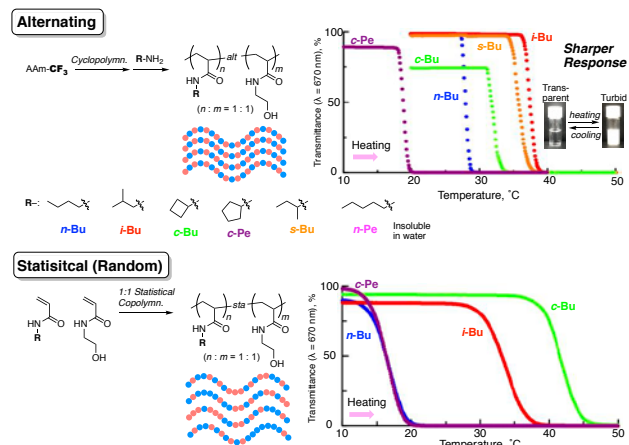 Alternating
AAm-CF3
Cyclopolymn.
R-NH2
alt
n
m
O
O
HN
R
HN
OH
(n : m = 1 : 1)
R–:
n-Bu
i-Bu
c-Bu
c-Pe
s-Bu
n-Pe
Insoluble
in water
Transmittance (λ = 670 nm), %
100
50
0
c-Pe
n-Bu
c-Bu
s-Bu
i-Bu
Sharper
Response
Trans-
parent
Turbid
heating
cooling
Heating
10
20
30
40
50
Temperature, ˚C
Statisitcal (Random)
HN
R
O
HN
O
OH
1:1 Statistical
Copolymn.
sta
n
m
O
O
HN
R
HN
OH
(n : m = 1 : 1)
Transmittance (λ = 670 nm), %
100
50
0
c-Pe
n-Bu
i-Bu
c-Bu
Heating
10
20
30
40
50
Temperature, ˚C